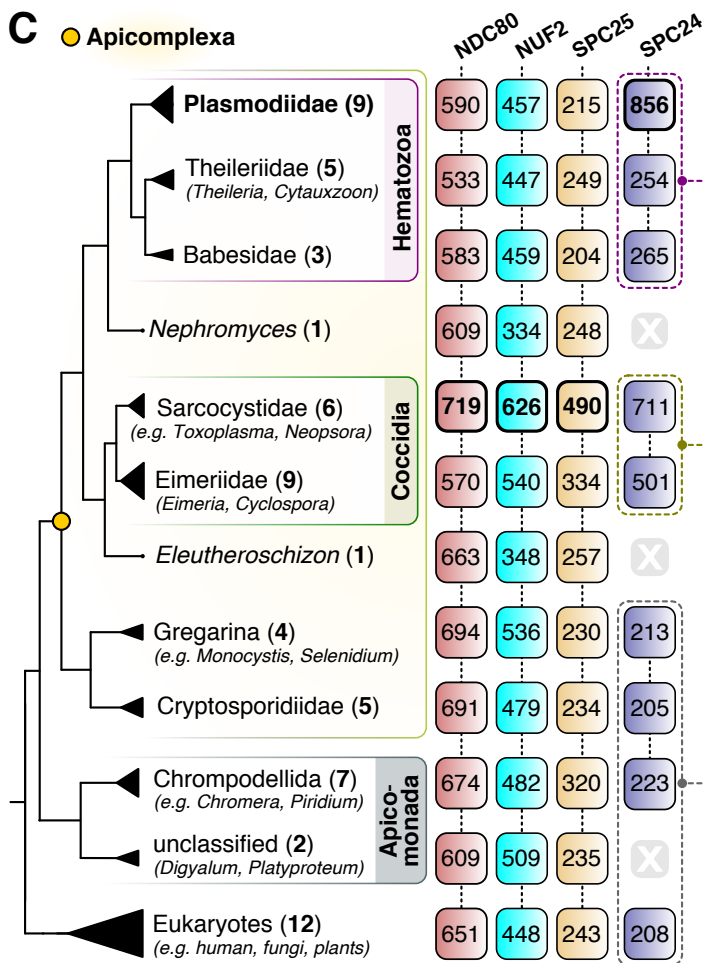 C Apicomplexa
NDC80 NUF2 SPC25 SPC24
Plasmodiidae (9) 590 457 215 856
Theileriidae (5) 533 447 249 254
(Theileria, Cytauxzoon)
Babesidae (3) 583 459 204 265
Hematozoa
Nephromyces (1) 609 334 248 X
Sarcocystidae (6) 719 626 490 711
(e.g. Toxoplasma, Neopsora)
Eimeriidae (9) 570 540 334 501
(Eimeria, Cyclospora)
Coccidia
Eleutheroschizon (1) 663 348 257 X
Gregarina (4) 694 536 230 213
(e.g. Monocystis, Selenidium)
Cryptosporidiidae (5) 691 479 234 205
Chrompodellida (7) 674 482 320 223
(e.g. Chromera, Piridium)
unclassified (2) 609 509 235 X
(Digyalum, Platyproteum)
Apico-
monada
Eukaryotes (12) 651 448 243 208
(e.g. human, fungi, plants)